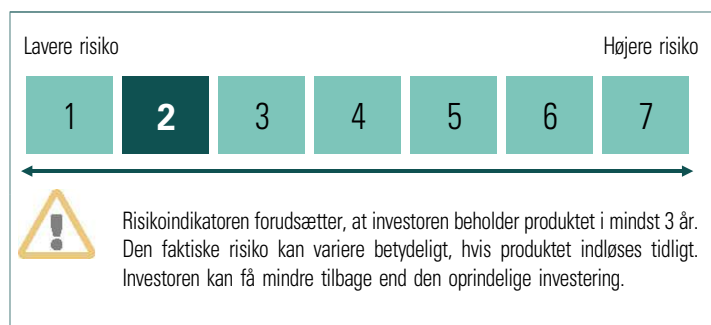 Lavere risiko Højere risiko
1 2 3 4 5 6 7
Risikoindikatoren forudsætter, at investoren beholder produktet i mindst 3 år.
Den faktiske risiko kan variere betydeligt, hvis produktet indløses tidligt.
Investoren kan få mindre tilbage end den oprindelige investering.